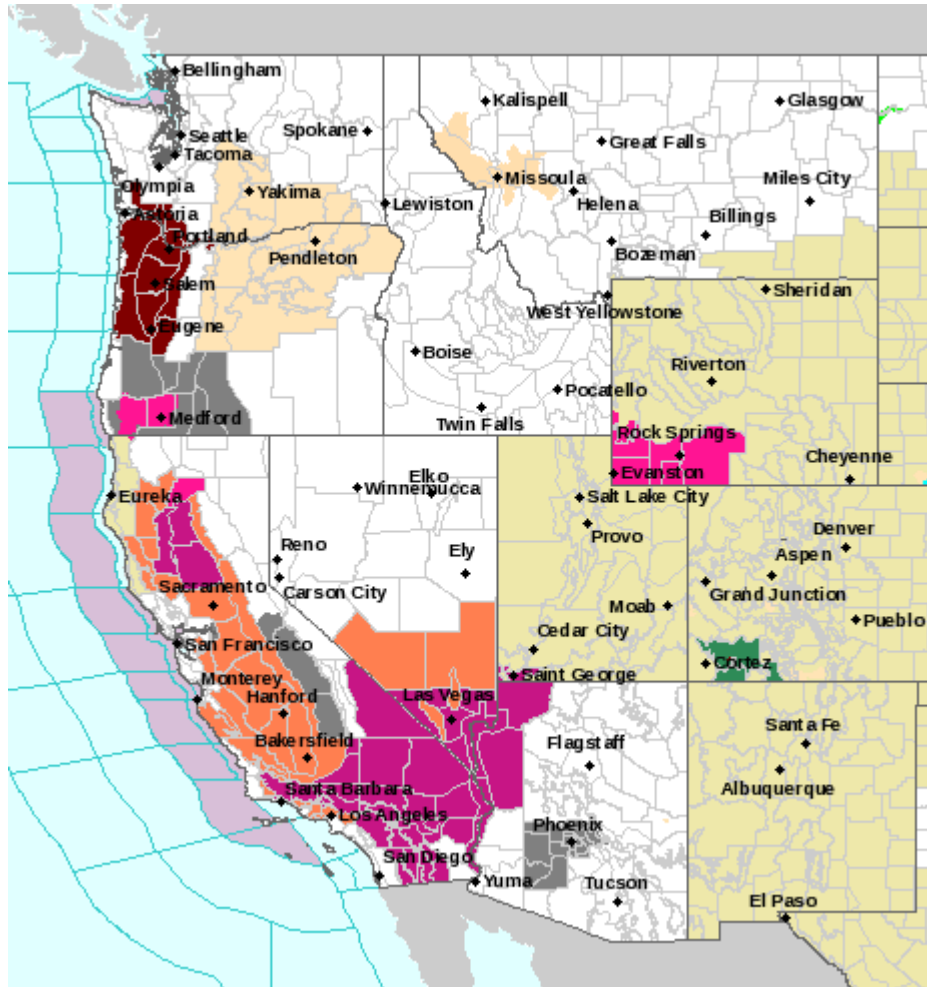 Bellingham
Kalispell
Glasgow
Seattle
Spokane
Great Falls
Tacoma
Missoula
Miles City
Olympia
Yakima
Lewiston
Helena
Astoria
Billings
Portland
Pendleton
Bozeman
Salem
Sheridan
West Yellowstone
Eugene
Boise
Riverton
Pocatello
Medford
Twin Falls
Rock Springs
Cheyenne
Evanston
Elko
Eureka
Winnemucca
Salt Lake City
Provo
Denver
Reno
Ely
Aspen
Sacramento
Carson City
Grand Junction
Moab
Pueblo
Cedar City
San Francisco
Cortez
Saint George
Monterey
Hanford
Las Vegas
Santa Fe
Bakersfield
Flagstaff
Albuquerque
Santa Barbara
Los Angeles
Phoenix
San Diego
Yuma
Tucson
El Paso